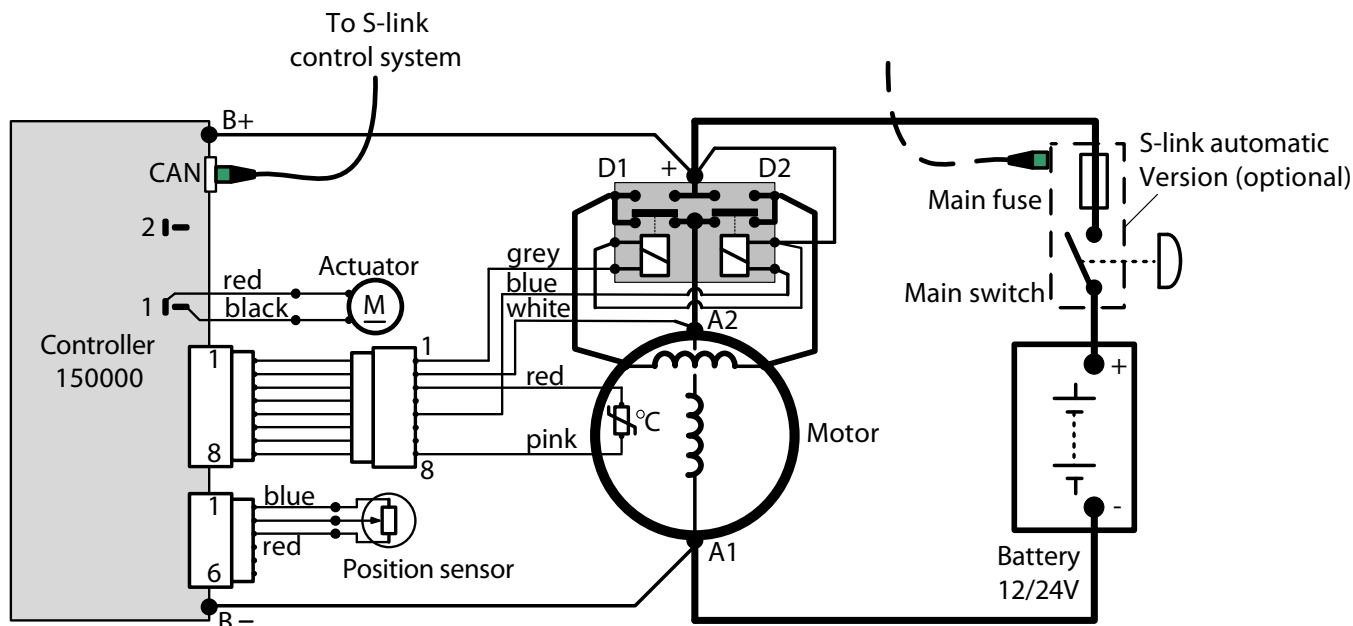 To S-link
control system
B+
CAN
2
1
red
black
Actuator
M
Controller
150000
1
8
1
8
1
6
blue
red
Position sensor
B-
D1
+
D2
grey
blue
white
A2
red
pink
°C
Motor
A1
Main fuse
S-link automatic
Version (optional)
Main switch
+
-
Battery
12/24V